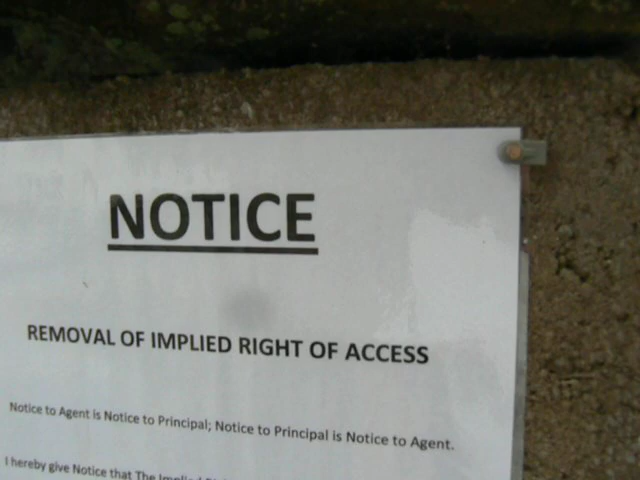 NOTICE
REMOVAL OF IMPLIED RIGHT OF ACCESS
Notice to Agent is Notice to Principal; Notice to Principal is Notice to Agent.
I hereby give Notice that The Implied